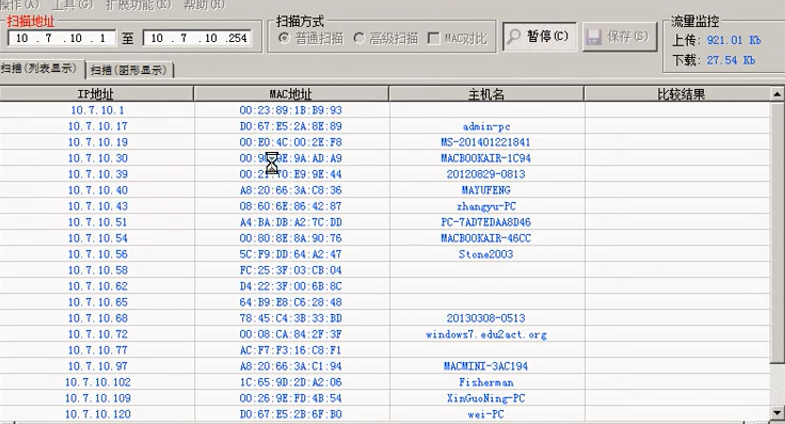 操作(A) 工具(G) 扩展功能(K) 帮助(H)
扫描地址
10 . 7 . 10 . 1 至 10 . 7 . 10 .254
扫描方式
普通扫描 高级扫描 MAC对比
暂停(C) 保存(S)
流量监控
上传: 921.01 Kb
下载: 27.54 Kb
扫描(列表显示) 扫描(图形显示)
IP地址 MAC地址 主机名 比较结果
10.7.10.1 00:23:89:1B:B9:93
10.7.10.17 D0:67:E5:2A:8E:89 admin-pc
10.7.10.19 00:E0:4C:00:2E:F8 MS-201401221841
10.7.10.30 9E:9A:AD:A9 MACBOOKAIR-1C94
10.7.10.39 70:E9:9E:44 20120829-0813
10.7.10.40 A8:20:66:3A:C8:36 MAYUFENG
10.7.10.43 08:60:6E:86:42:87 zhangyu-PC
10.7.10.51 A4:BA:DB:A2:7C:DD PC-7AD7EDAA8D46
10.7.10.54 00:80:8E:8A:90:76 MACBOOKAIR-46CC
10.7.10.56 5C:F9:DD:64:A2:47 Stone2003
10.7.10.58 FC:25:3F:03:CB:04
10.7.10.62 D4:22:3F:00:6B:8C
10.7.10.65 64:B9:E8:C6:28:48
10.7.10.68 78:45:C4:3B:33:BD 20130308-0513
10.7.10.72 00:08:CA:84:2F:3F windows7.edu2act.org
10.7.10.77 AC:F7:F3:16:C8:F1
10.7.10.97 A8:20:66:3A:C1:94 MACMINI-3AC194
10.7.10.102 1C:65:9D:2D:A2:06 Fisherman
10.7.10.109 00:26:9E:FD:4B:54 XinGuoNing-PC
10.7.10.120 D0:67:E5:2B:6F:B0 wei-PC